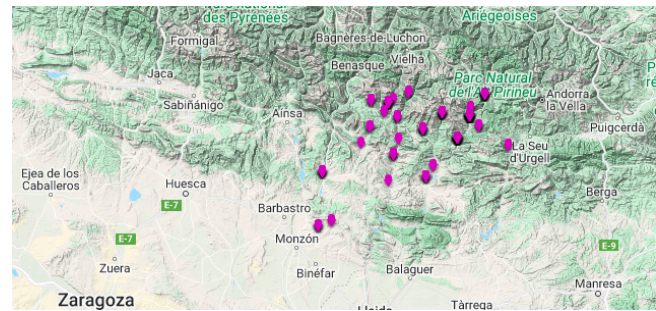 des Pyrénées
Ariégeoises
Formigal
Bagnères-de-Luchon
Vielha
Benasque
Jaca
Parc Natural
de l'Alt Pirineu
Andorra
la Vella
Sabiñánigo
Aínsa
Puigcerdà
La Seu
d'Urgell
Ejea de los
Caballeros
Huesca
Berga
E-7
Barbastro
E-7
Monzón
E-9
Zuera
Binéfar
Balaguer
Manresa
Zaragoza
Tàrrega